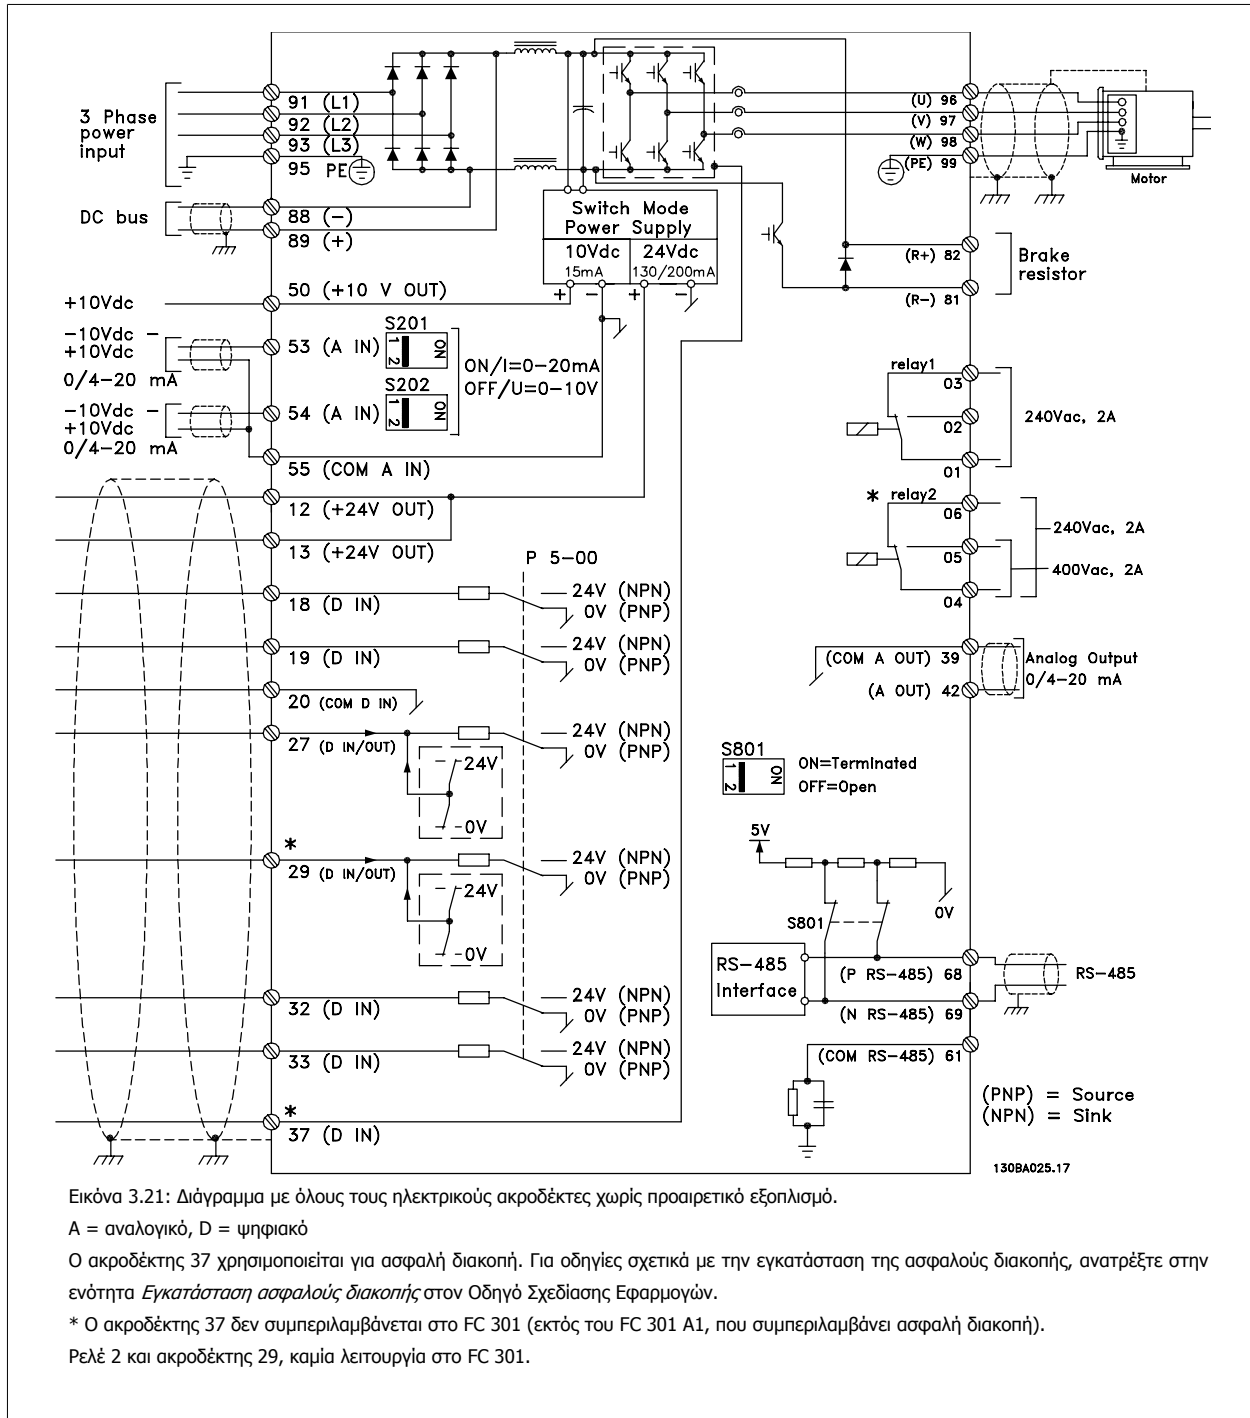 3 Phase
power
input
91 (L1)
92 (L2)
93 (L3)
95 PE
DC bus
88 (-)
89 (+)
Switch Mode
Power Supply
10Vdc
15mA
24Vdc
130/200mA
+ - + -
(U) 96
(V) 97
(W) 98
(PE) 99
Motor
(R+) 82
(R-) 81
Brake
resistor
+10Vdc
50 (+10 V OUT)
-10Vdc -
+10Vdc
0/4-20 mA
53 (A IN)
S201
1 2 ON
-10Vdc -
+10Vdc
0/4-20 mA
54 (A IN)
S202
1 2 ON
ON/I=0-20mA
OFF/U=0-10V
55 (COM A IN)
12 (+24V OUT)
13 (+24V OUT)
relay1
03
02
01
240Vac, 2A
* relay2
06
05
04
240Vac, 2A
400Vac, 2A
P 5-00
18 (D IN)
24V (NPN)
0V (PNP)
19 (D IN)
24V (NPN)
0V (PNP)
20 (COM D IN)
27 (D IN/OUT)
24V (NPN)
0V (PNP)
24V
0V
*
29 (D IN/OUT)
24V (NPN)
0V (PNP)
24V
0V
32 (D IN)
24V (NPN)
0V (PNP)
33 (D IN)
24V (NPN)
0V (PNP)
*
37 (D IN)
(COM A OUT) 39
(A OUT) 42
Analog Output
0/4-20 mA
S801
1 2 ON
ON=Terminated
OFF=Open
5V
S801
0V
RS-485
Interface
(P RS-485) 68
(N RS-485) 69
RS-485
(COM RS-485) 61
(PNP) = Source
(NPN) = Sink
130BA025.17
Εικόνα 3.21: Διάγραμμα με όλους τους ηλεκτρικούς ακροδέκτες χωρίς προαιρετικό εξοπλισμό.
A = αναλογικό, D = ψηφιακό
Ο ακροδέκτης 37 χρησιμοποιείται για ασφαλή διακοπή. Για οδηγίες σχετικά με την εγκατάσταση της ασφαλούς διακοπής, ανατρέξτε στην
ενότητα Εγκατάσταση ασφαλούς διακοπής στον Οδηγό Σχεδίασης Εφαρμογών.
* Ο ακροδέκτης 37 δεν συμπεριλαμβάνεται στο FC 301 (εκτός του FC 301 A1, που συμπεριλαμβάνει ασφαλή διακοπή).
Ρελέ 2 και ακροδέκτης 29, καμία λειτουργία στο FC 301.